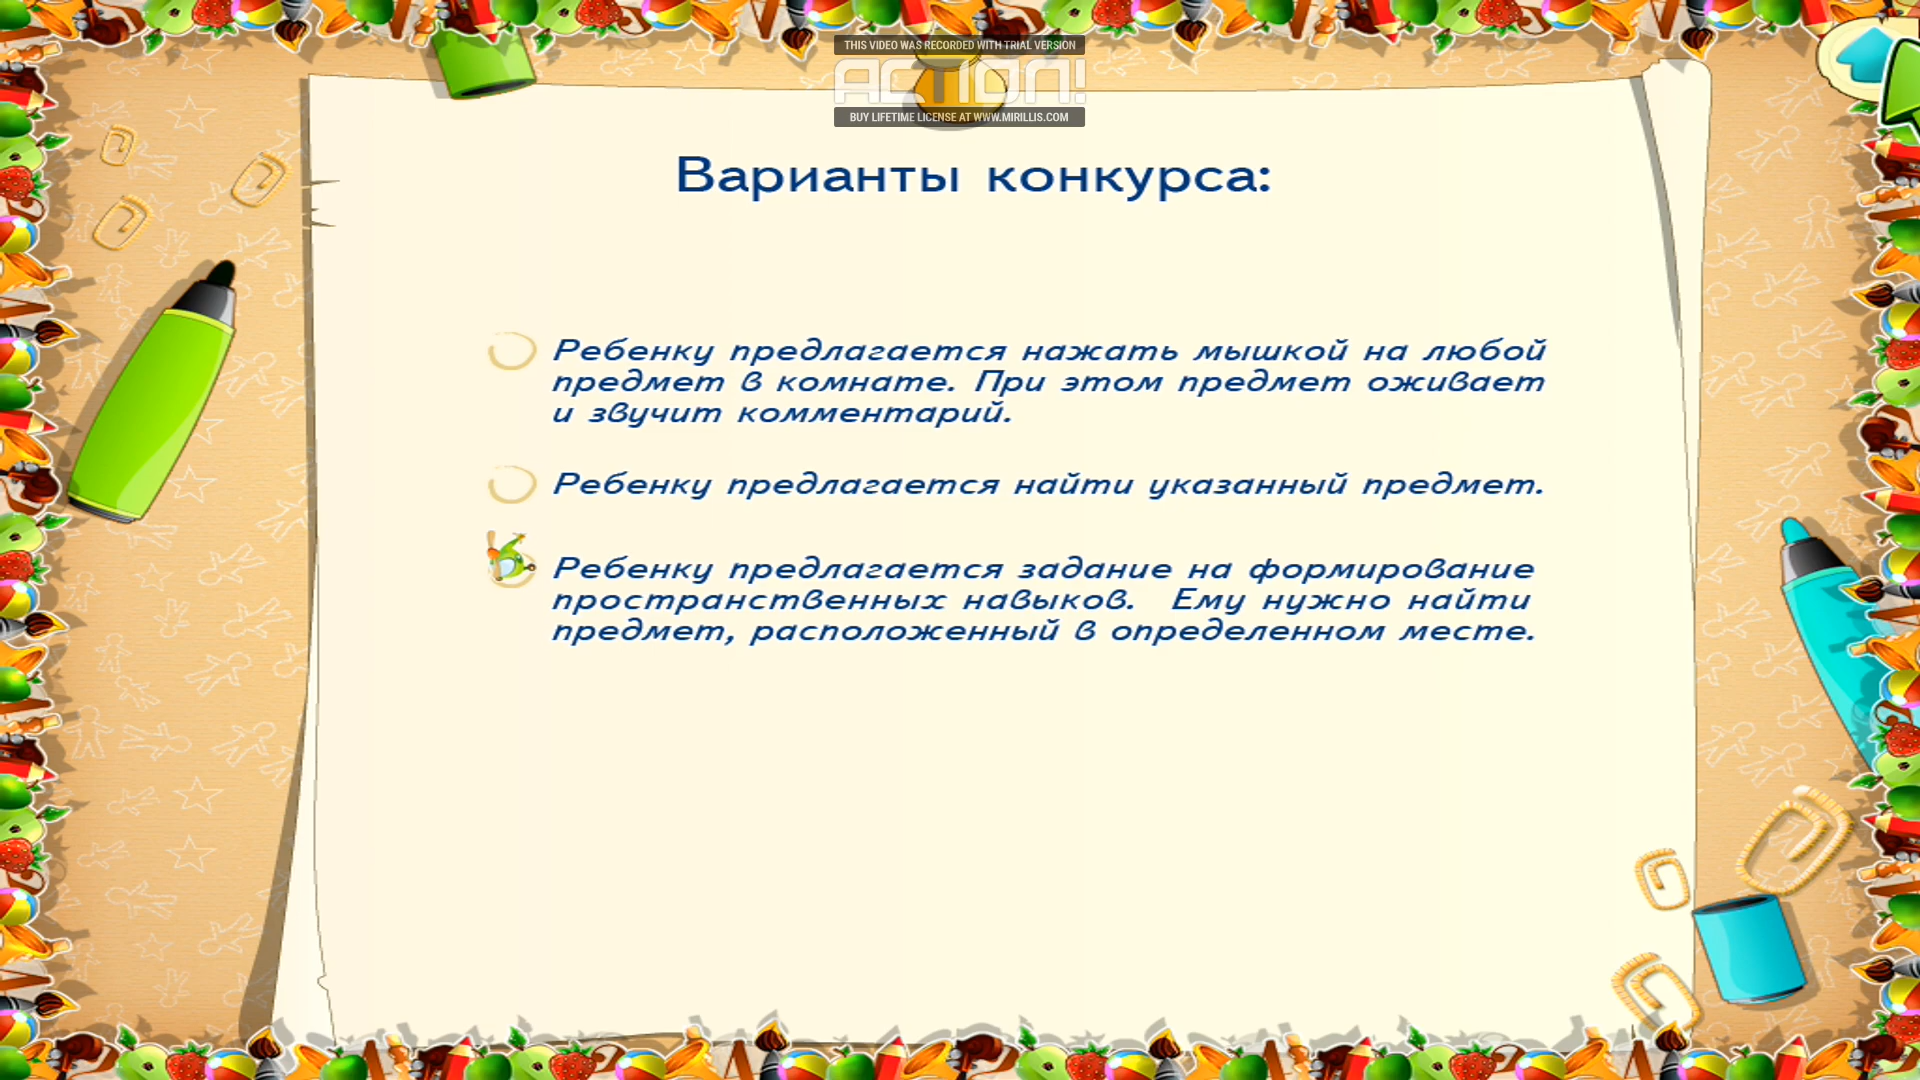 THIS VIDEO WAS RECORDED WITH TRIAL VERSION
ACTION!
BUY LIFETIME LICENSE AT WWW.MIRILLIS.COM
Варианты конкурса:
Ребенку предлагается нажать мышкой на любой
предмет в комнате. При этом предмет оживает
и звучит комментарий.
Ребенку предлагается найти указанный предмет.
Ребенку предлагается задание на формирование
пространственных навыков. Ему нужно найти
предмет, расположенный в определенном месте.